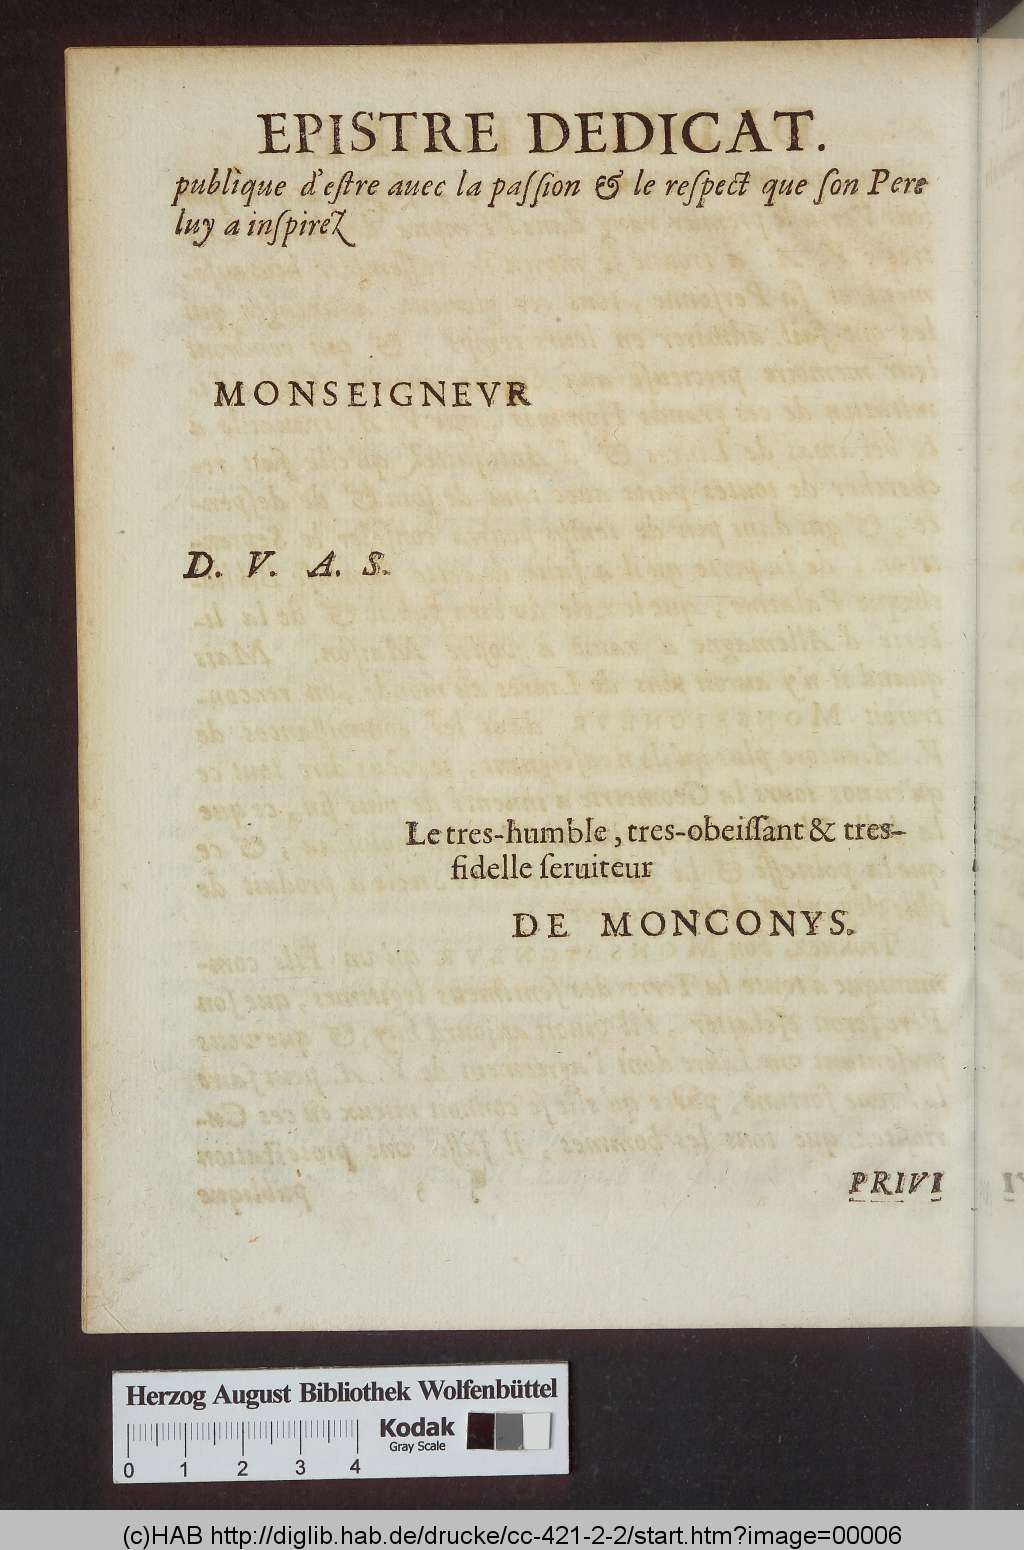 EPISTRE DEDICAT.
publique d'eſtre auec la paſſion & le reſpect que ſon Pere
luy a inſpirez
MONSEIGNEVR
D. V. A. S.
Le tres-humble, tres-obeiſſant & tres-
fidelle ſeruiteur
DE MONCONYS.
PRIVI
Herzog August Bibliothek Wolfenbüttel
Kodak
Gray Scale
0 1 2 3 4
(c)HAB http://diglib.hab.de/drucke/cc-421-2-2/start.htm?image=00006